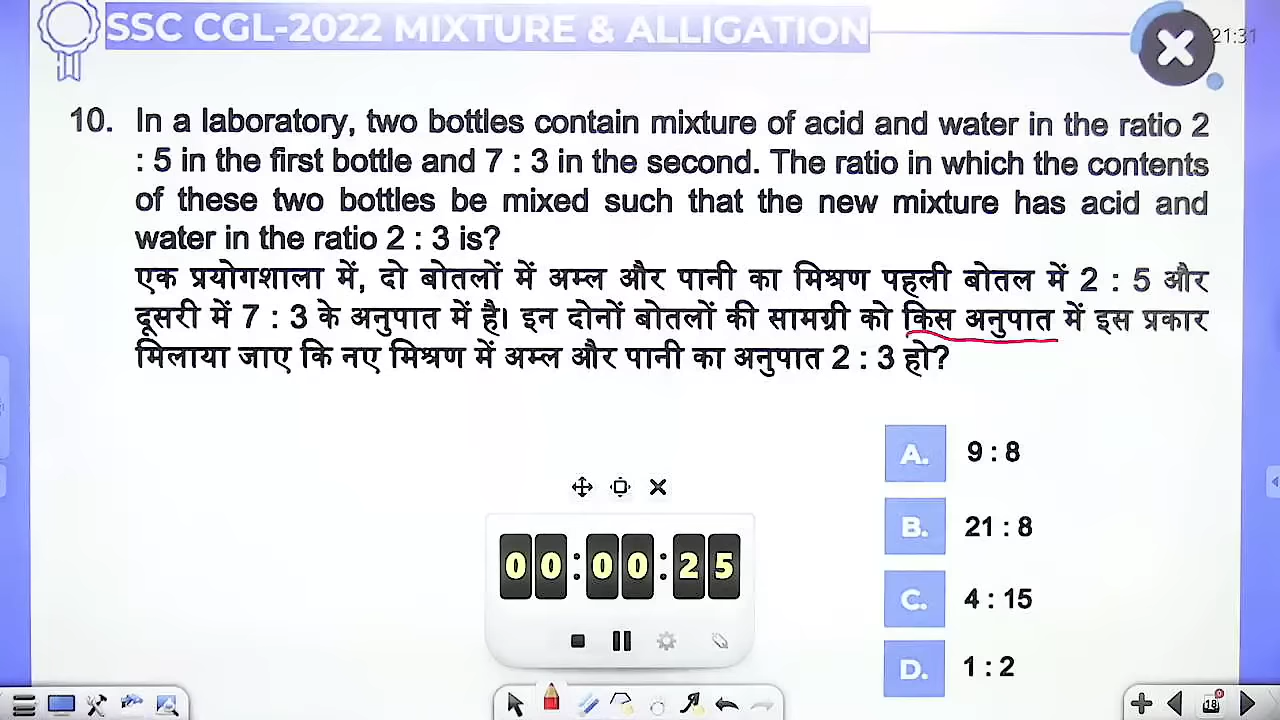 SSC CGL-2022 MIXTURE & ALLIGATION
21:31
10. In a laboratory, two bottles contain mixture of acid and water in the ratio 2
: 5 in the first bottle and 7 : 3 in the second. The ratio in which the contents
of these two bottles be mixed such that the new mixture has acid and
water in the ratio 2 : 3 is?
एक प्रयोगशाला में, दो बोतलों में अम्ल और पानी का मिश्रण पहली बोतल में 2 : 5 और
दूसरी में 7 : 3 के अनुपात में है। इन दोनों बोतलों की सामग्री को किस अनुपात में इस प्रकार
मिलाया जाए कि नए मिश्रण में अम्ल और पानी का अनुपात 2 : 3 हो?
A. 9 : 8
B. 21 : 8
C. 4 : 15
D. 1 : 2
00:00:25
18